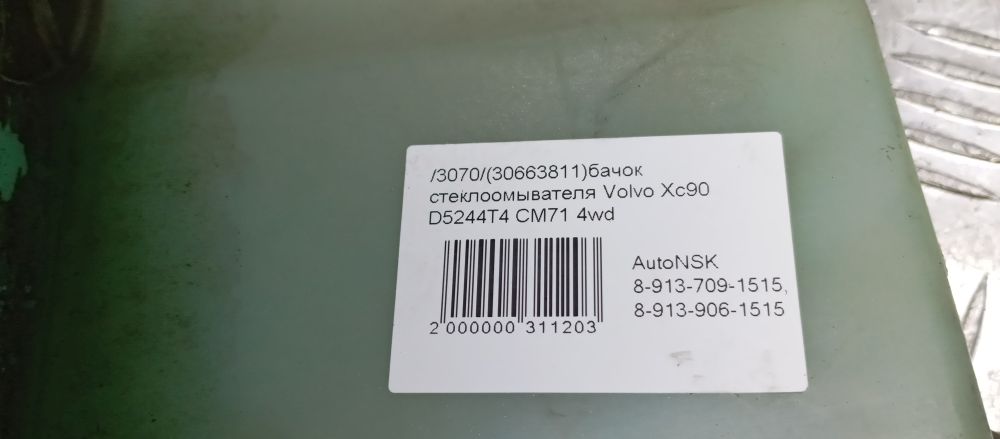 /3070/(30663811)бачок
стеклоомывателя Volvo Xc90
D5244T4 CM71 4wd
AutoNSK
8-913-709-1515,
8-913-906-1515
2 000000 311203